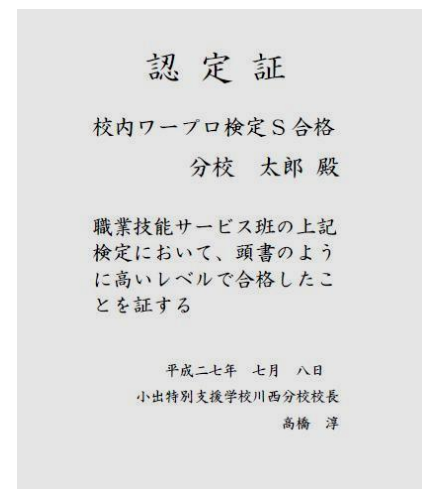 認定証
校内ワープロ検定S合格
分校　太郎 殿
職業技能サービス班の上記
検定において、頭書のよう
に高いレベルで合格したこ
とを証する
平成二七年　七月　八日
小出特別支援学校川西分校校長
高橋　淳